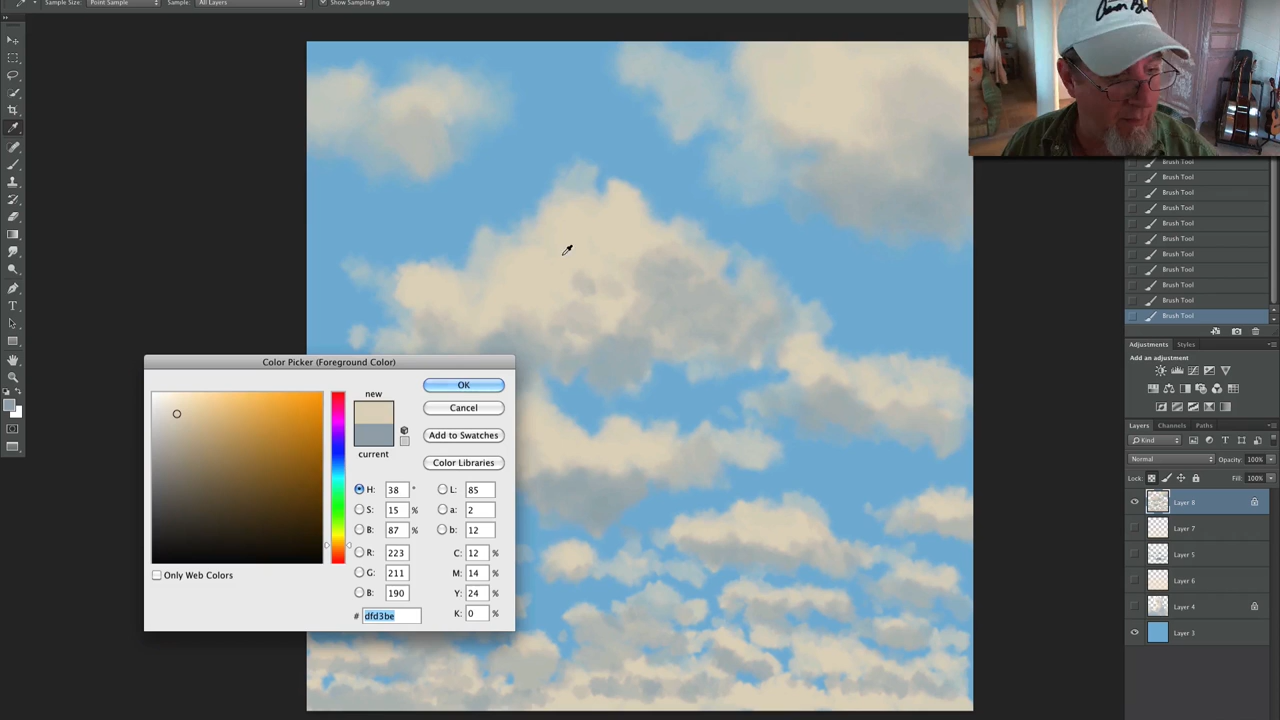 Sample Size: Point Sample Sample: All Layers Show Sampling Ring
Brush Tool
Brush Tool
Brush Tool
Brush Tool
Brush Tool
Brush Tool
Brush Tool
Brush Tool
Brush Tool
Brush Tool
Brush Tool
Adjustments Styles
Add an adjustment
Layers Channels Paths
Kind
Normal Opacity: 100%
Lock: Fill: 100%
Layer 8
Layer 7
Layer 5
Layer 6
Layer 4
Layer 3
Color Picker (Foreground Color)
new
current
OK
Cancel
Add to Swatches
Color Libraries
H: 38 °
S: 15 %
B: 87 %
R: 223
G: 211
B: 190
# dfd3be
L: 85
a: 2
b: 12
C: 12 %
M: 14 %
Y: 24 %
K: 0 %
Only Web Colors
T